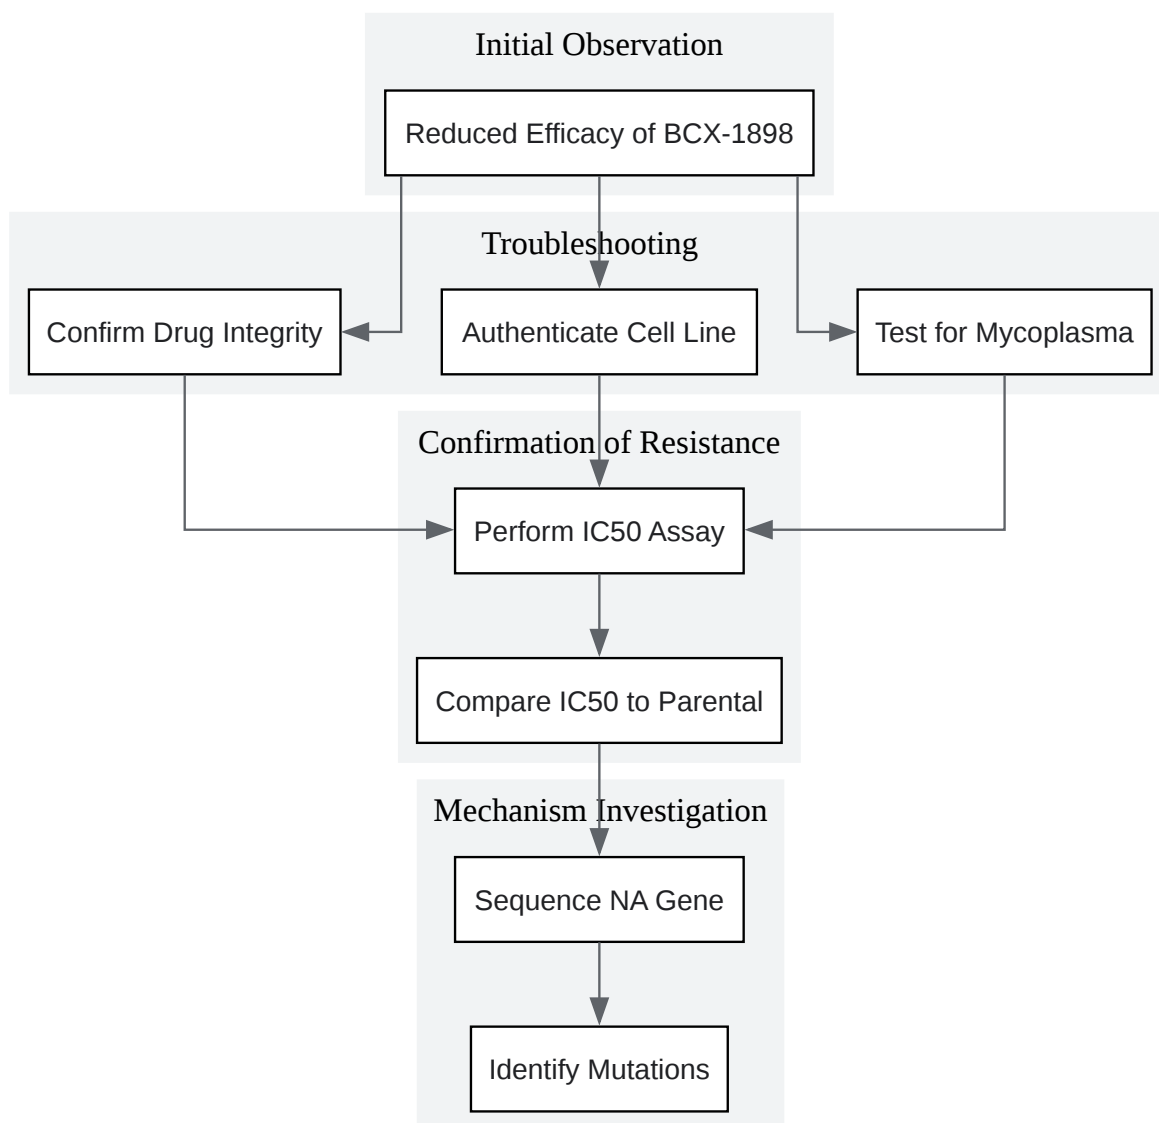 Initial Observation
Reduced Efficacy of BCX-1898
Troubleshooting
Confirm Drug Integrity
Authenticate Cell Line
Test for Mycoplasma
Confirmation of Resistance
Perform IC50 Assay
Compare IC50 to Parental
Mechanism Investigation
Sequence NA Gene
Identify Mutations